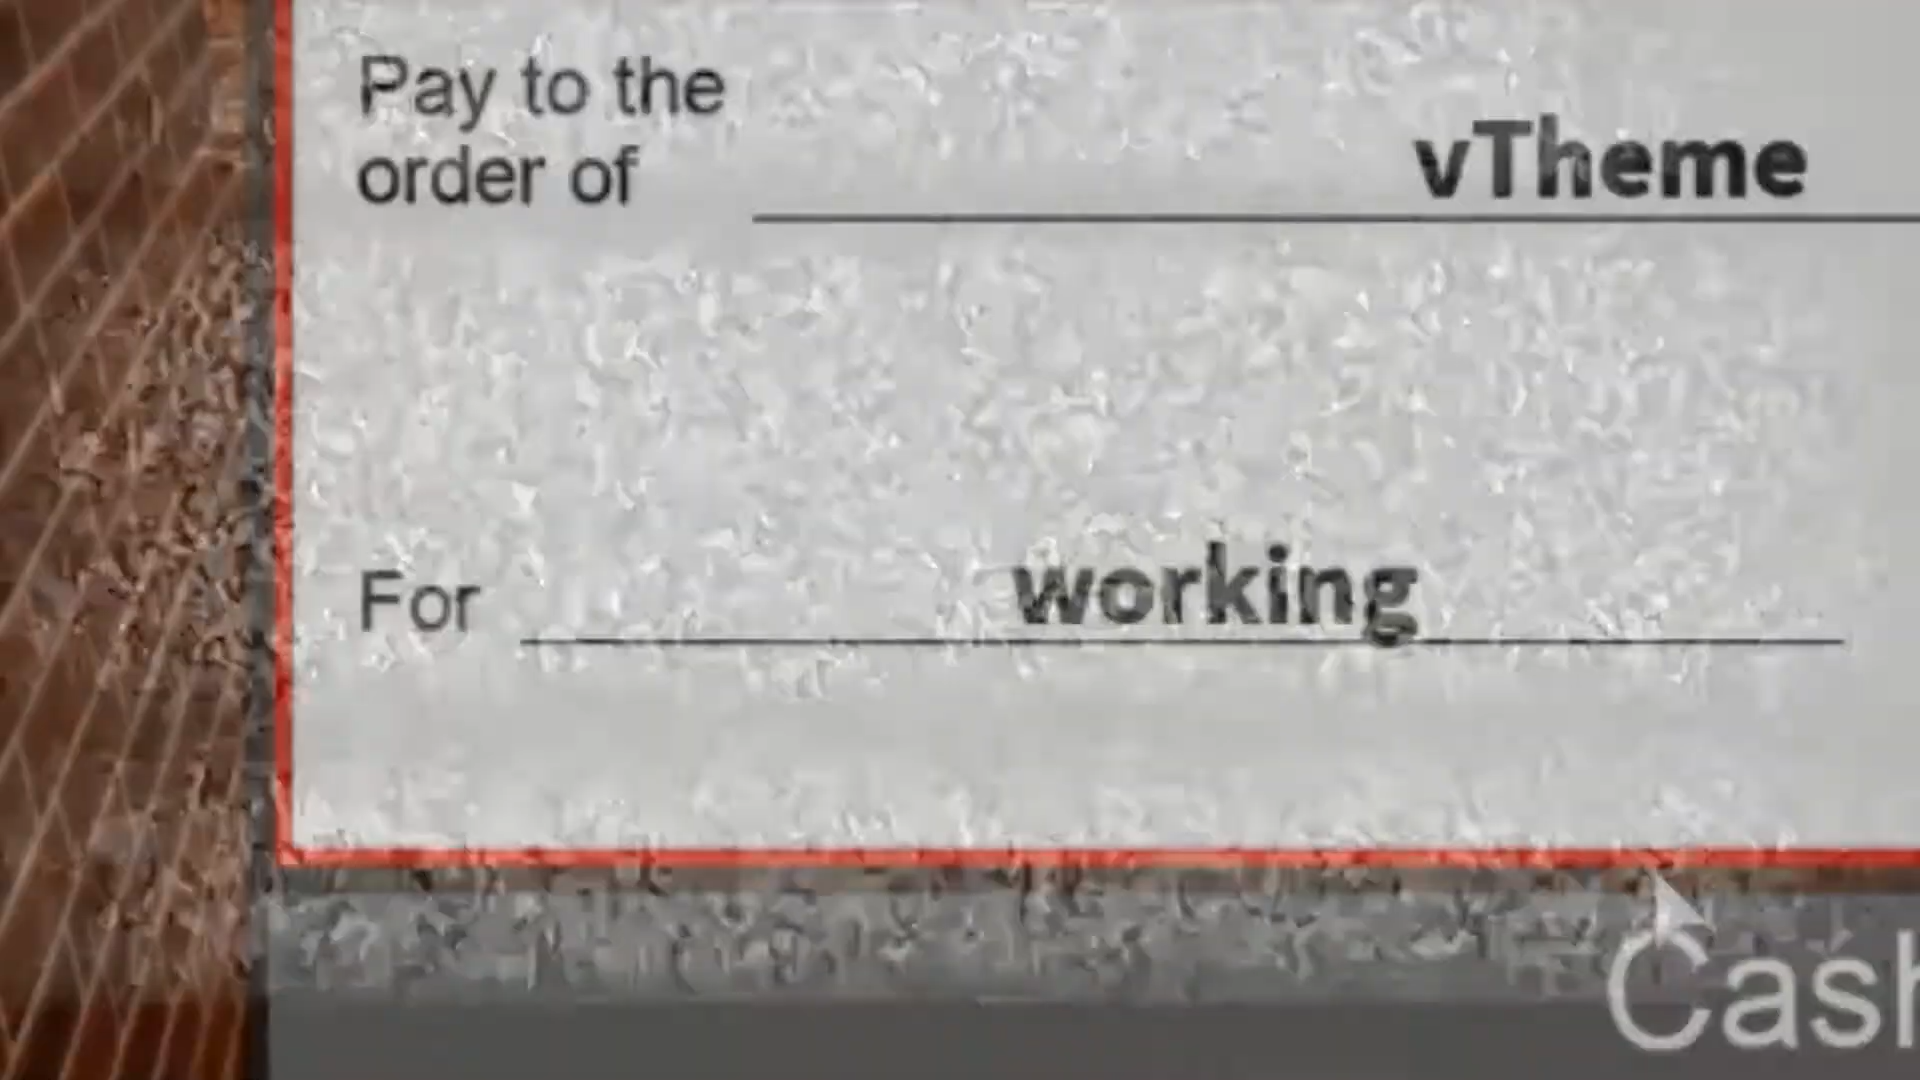 Pay to the
order of
vTheme
For
working
Cash